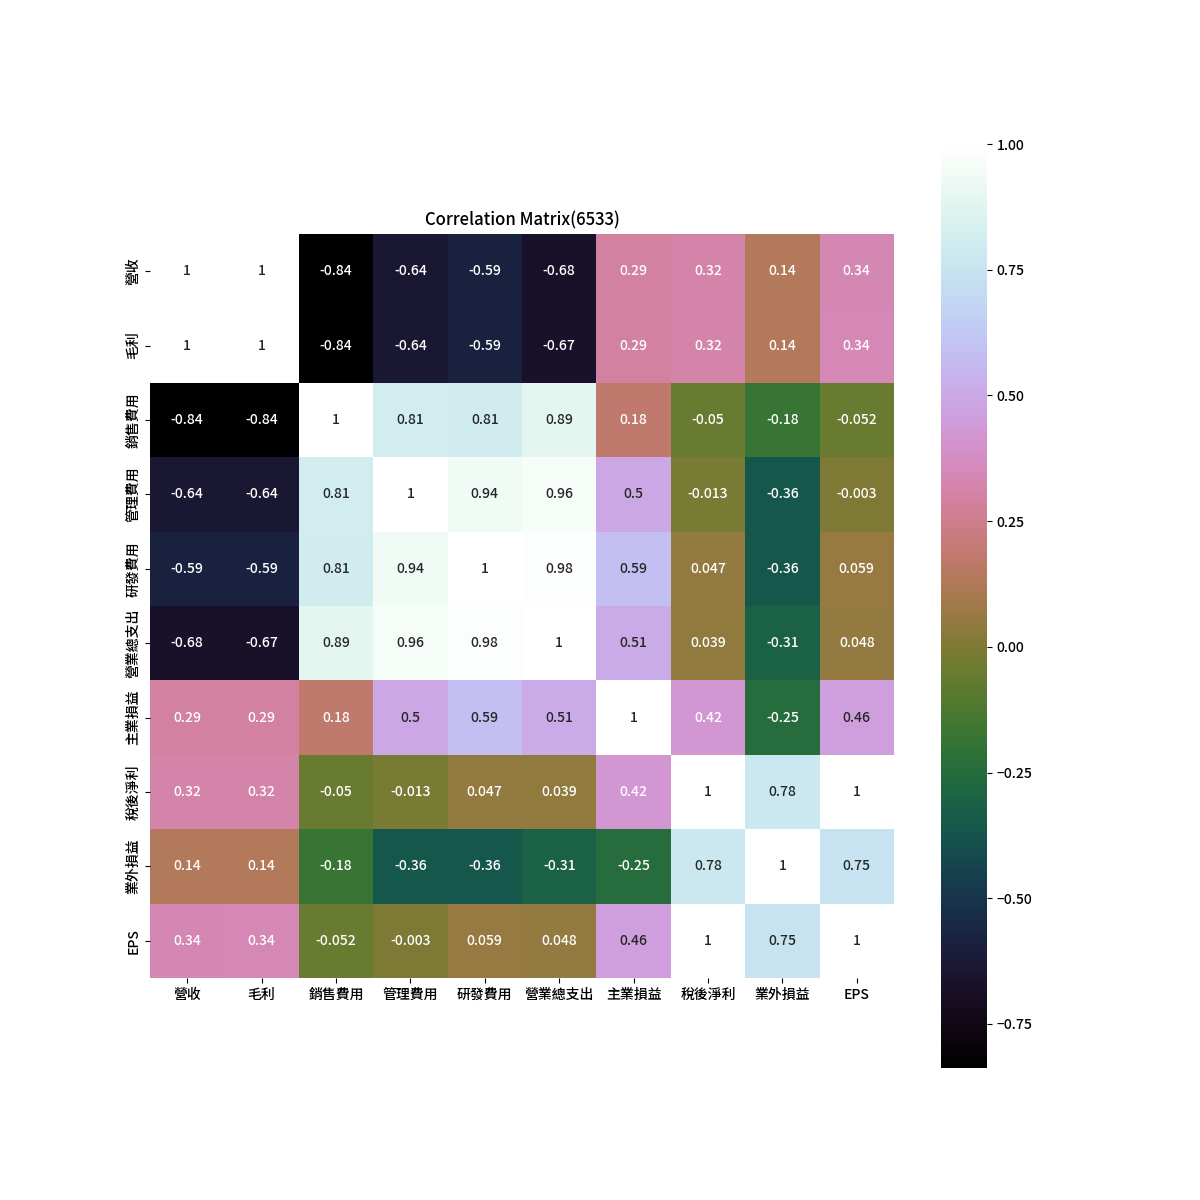 Correlation Matrix(6533)
營收 1 1 -0.84 -0.64 -0.59 -0.68 0.29 0.32 0.14 0.34
毛利 1 1 -0.84 -0.64 -0.59 -0.67 0.29 0.32 0.14 0.34
銷售費用 -0.84 -0.84 1 0.81 0.81 0.89 0.18 -0.05 -0.18 -0.052
管理費用 -0.64 -0.64 0.81 1 0.94 0.96 0.5 -0.013 -0.36 -0.003
研發費用 -0.59 -0.59 0.81 0.94 1 0.98 0.59 0.047 -0.36 0.059
營業總支出 -0.68 -0.67 0.89 0.96 0.98 1 0.51 0.039 -0.31 0.048
主業損益 0.29 0.29 0.18 0.5 0.59 0.51 1 0.42 -0.25 0.46
稅後淨利 0.32 0.32 -0.05 -0.013 0.047 0.039 0.42 1 0.78 1
業外損益 0.14 0.14 -0.18 -0.36 -0.36 -0.31 -0.25 0.78 1 0.75
EPS 0.34 0.34 -0.052 -0.003 0.059 0.048 0.46 1 0.75 1
營收 毛利 銷售費用 管理費用 研發費用 營業總支出 主業損益 稅後淨利 業外損益 EPS
1.00
0.75
0.50
0.25
0.00
−0.25
−0.50
−0.75